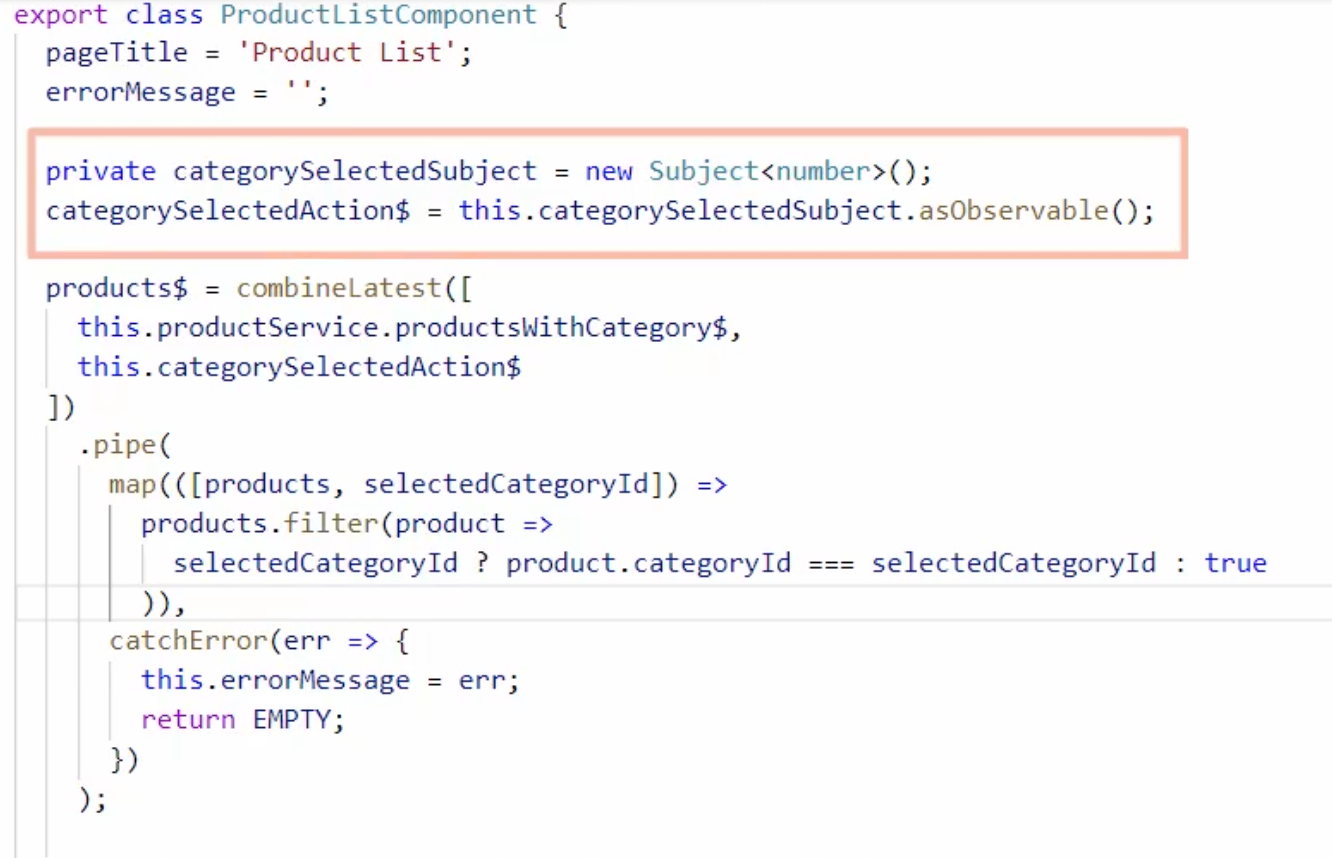 export class ProductListComponent {
pageTitle = 'Product List';
errorMessage = '';
private categorySelectedSubject = new Subject<number>();
categorySelectedAction$ = this.categorySelectedSubject.asObservable();
products$ = combineLatest([
this.productService.productsWithCategory$,
this.categorySelectedAction$
])
.pipe(
map(([products, selectedCategoryId]) =>
products.filter(product =>
selectedCategoryId ? product.categoryId === selectedCategoryId : true
)),
catchError(err => {
this.errorMessage = err;
return EMPTY;
})
);